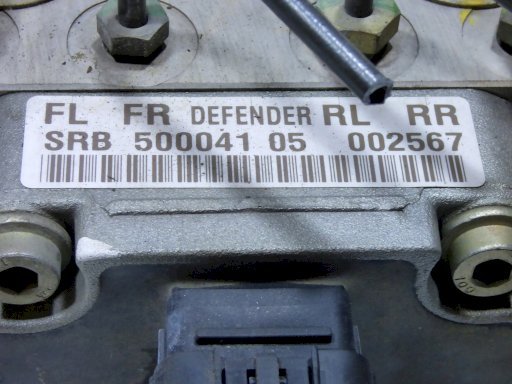 FL FR DEFENDER RL RR
SRB 500041 05 002567